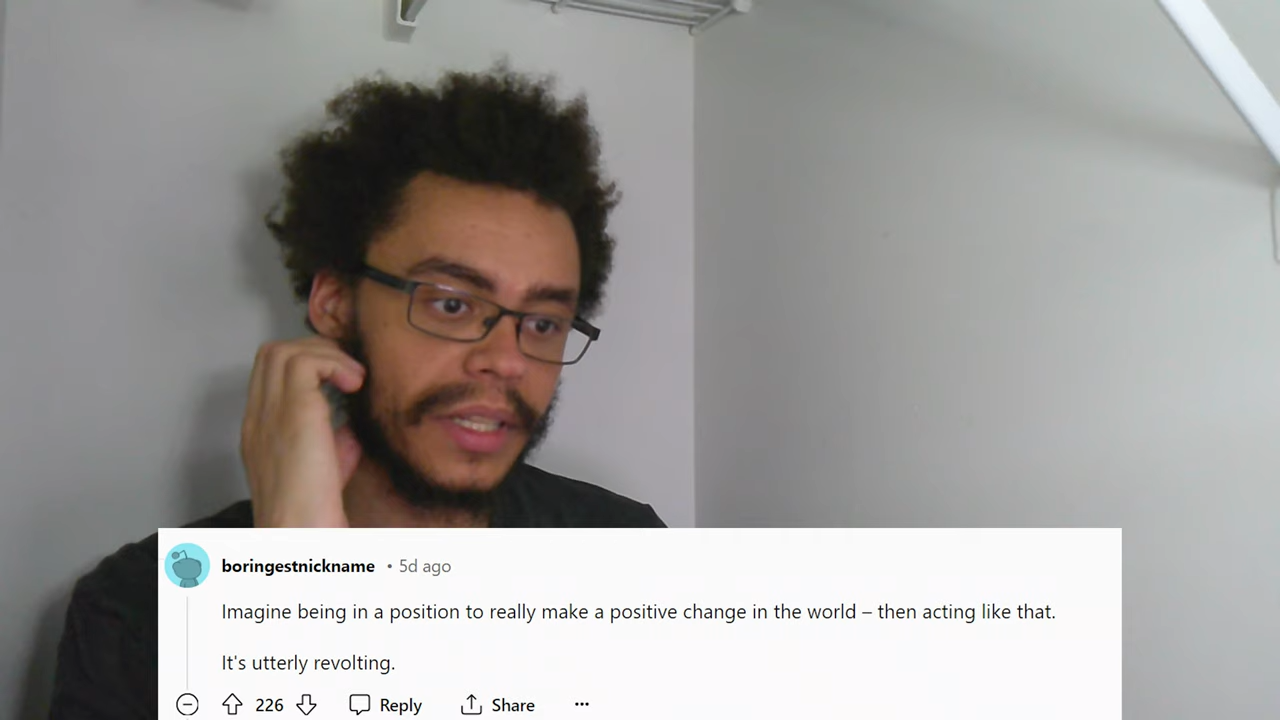 boringestnickname • 5d ago
Imagine being in a position to really make a positive change in the world – then acting like that.
It's utterly revolting.
226 Reply Share ...